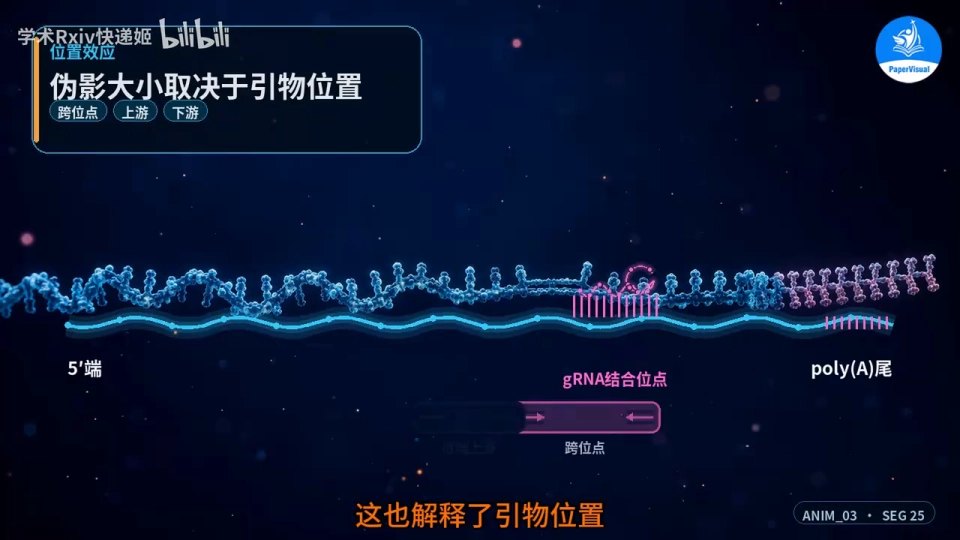 学术Rxiv快递姬 bilibili
位置效应
伪影大小取决于引物位置
跨位点 上游 下游
PaperVisual
5′端
poly(A)尾
gRNA结合位点
跨位点
这也解释了引物位置
ANIM_03 · SEG 25